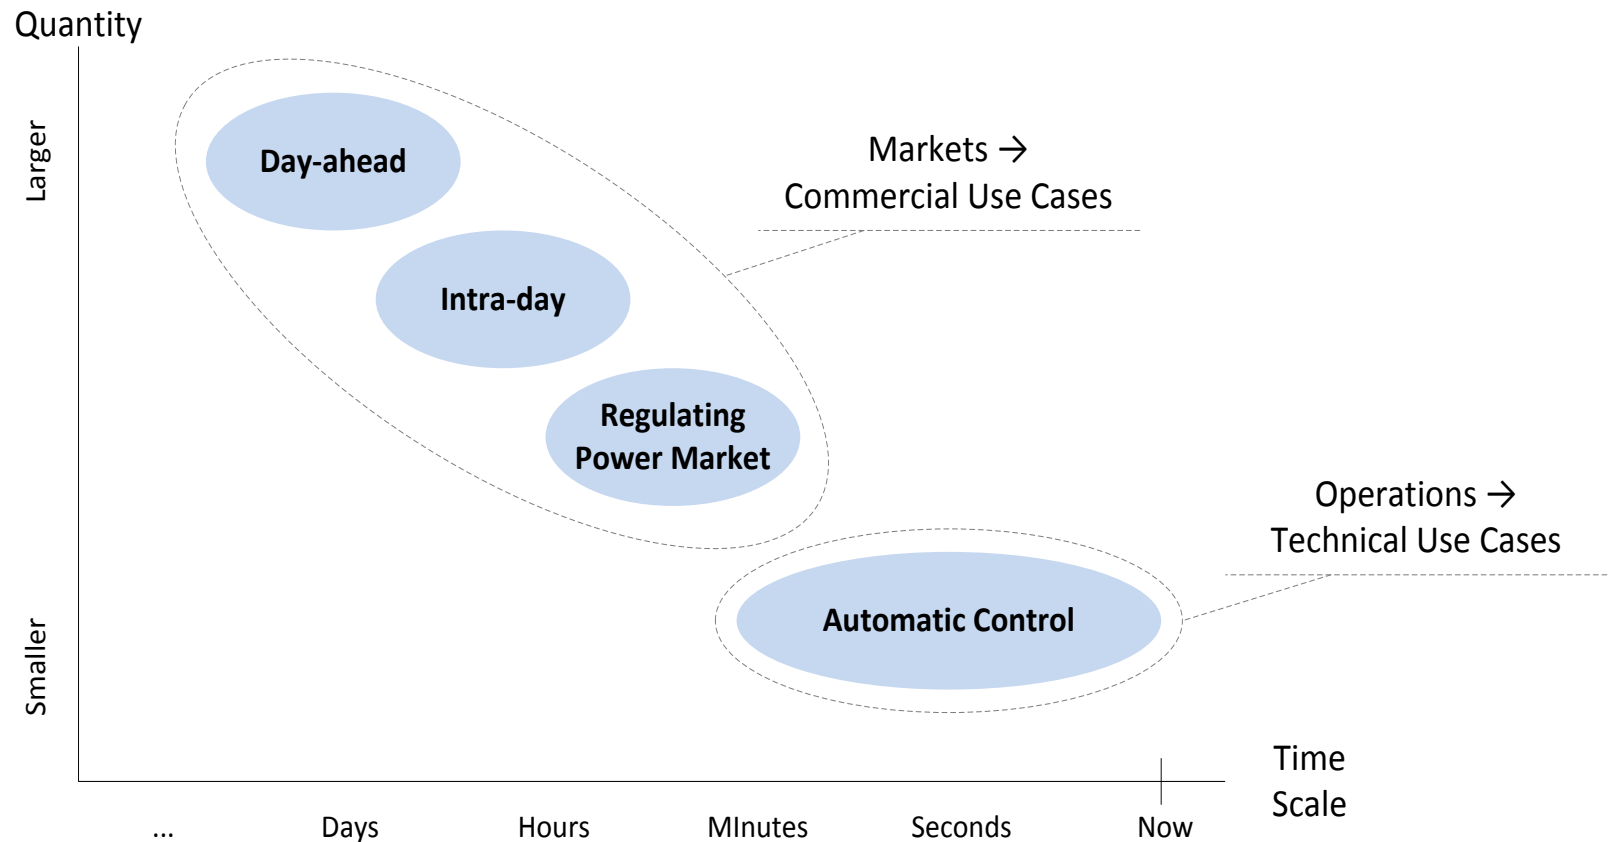 Quantity
Larger
Smaller
Day-ahead
Intra-day
Regulating
Power Market
Automatic Control
Markets →
Commercial Use Cases
Operations →
Technical Use Cases
Time
Scale
... Days Hours MInutes Seconds Now